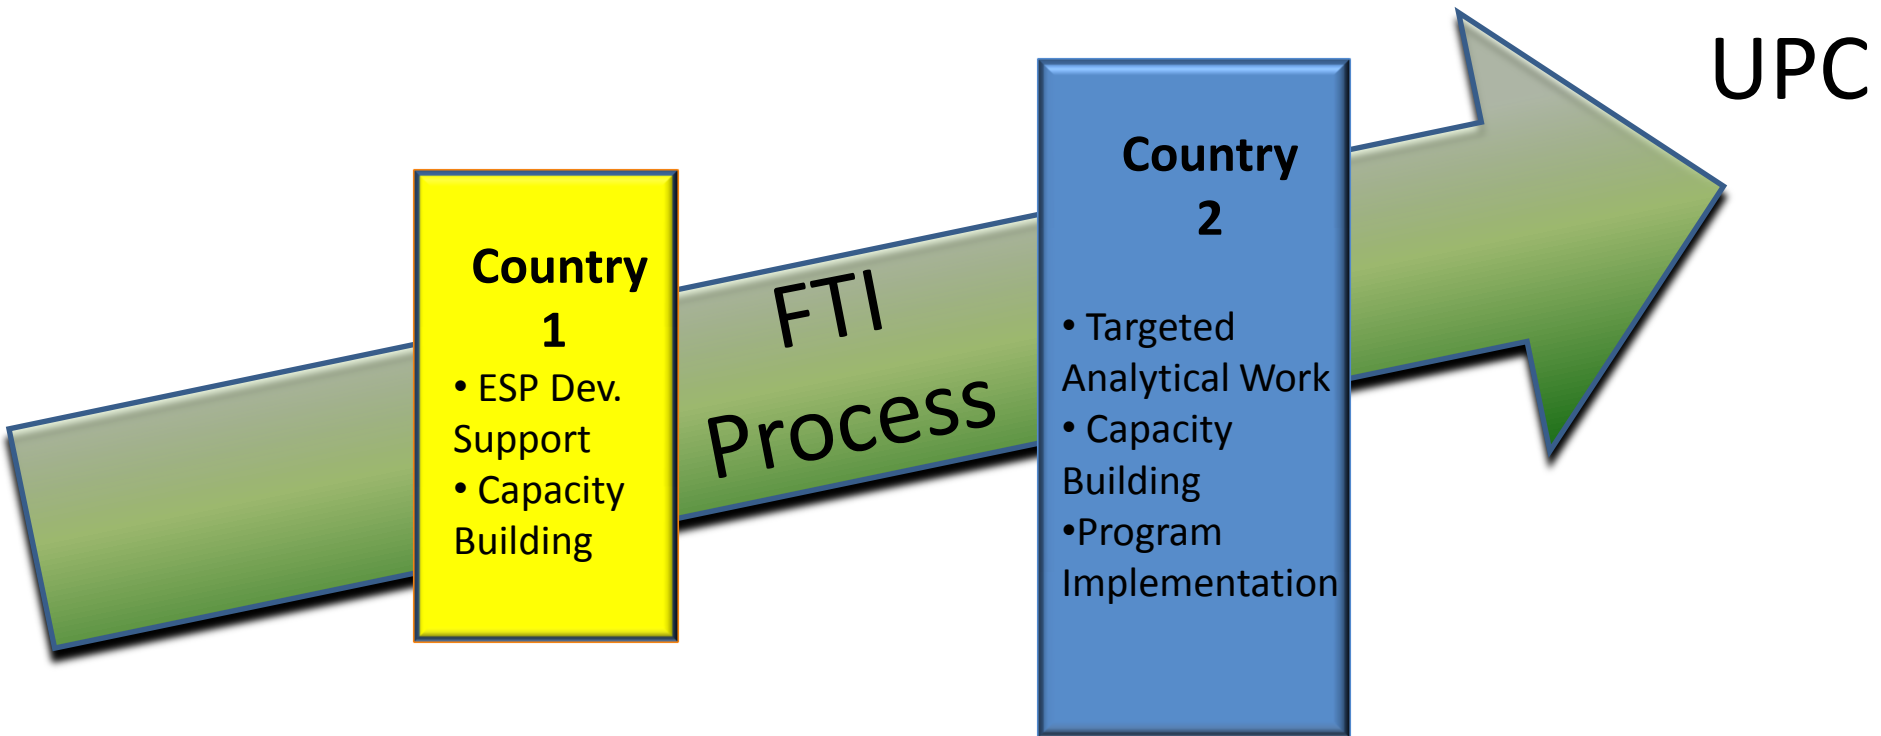 UPC
Country
1
• ESP Dev.
Support
• Capacity
Building
FTI
Process
Country
2
• Targeted
Analytical Work
• Capacity
Building
•Program
Implementation